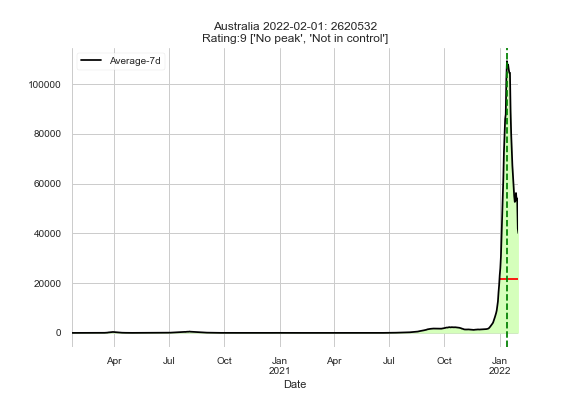 Australia 2022-02-01: 2620532
Rating:9 ['No peak', 'Not in control']
Average-7d
100000
80000
60000
40000
20000
0
Apr
Jul
Oct
Jan
2021
Apr
Jul
Oct
Jan
2022
Date